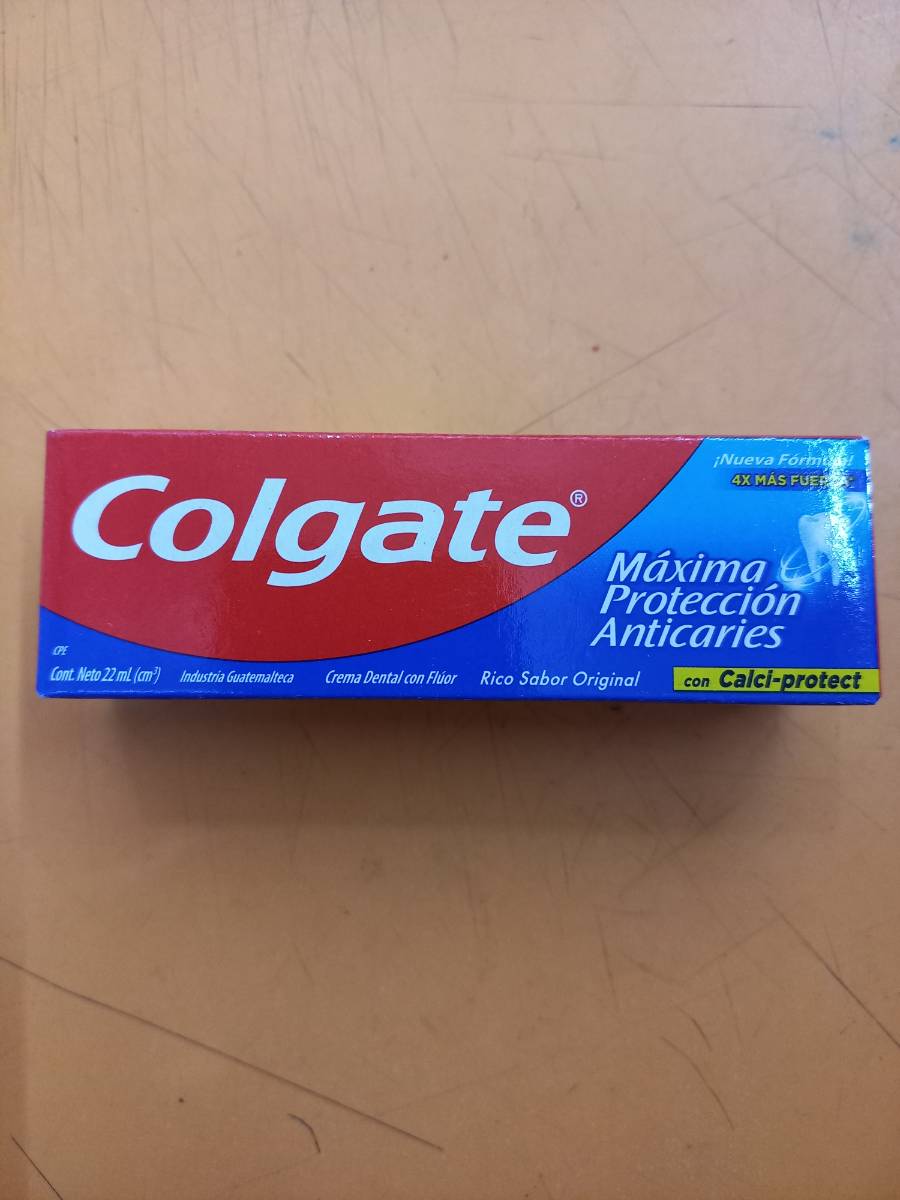 Colgate®
¡Nueva Fórmula!
4X MÁS FUERZA*
Máxima
Protección
Anticaries
con Calci-protect
CPE
Cont. Neto 22 mL (cm³) Industria Guatemalteca Crema Dental con Flúor Rico Sabor Original